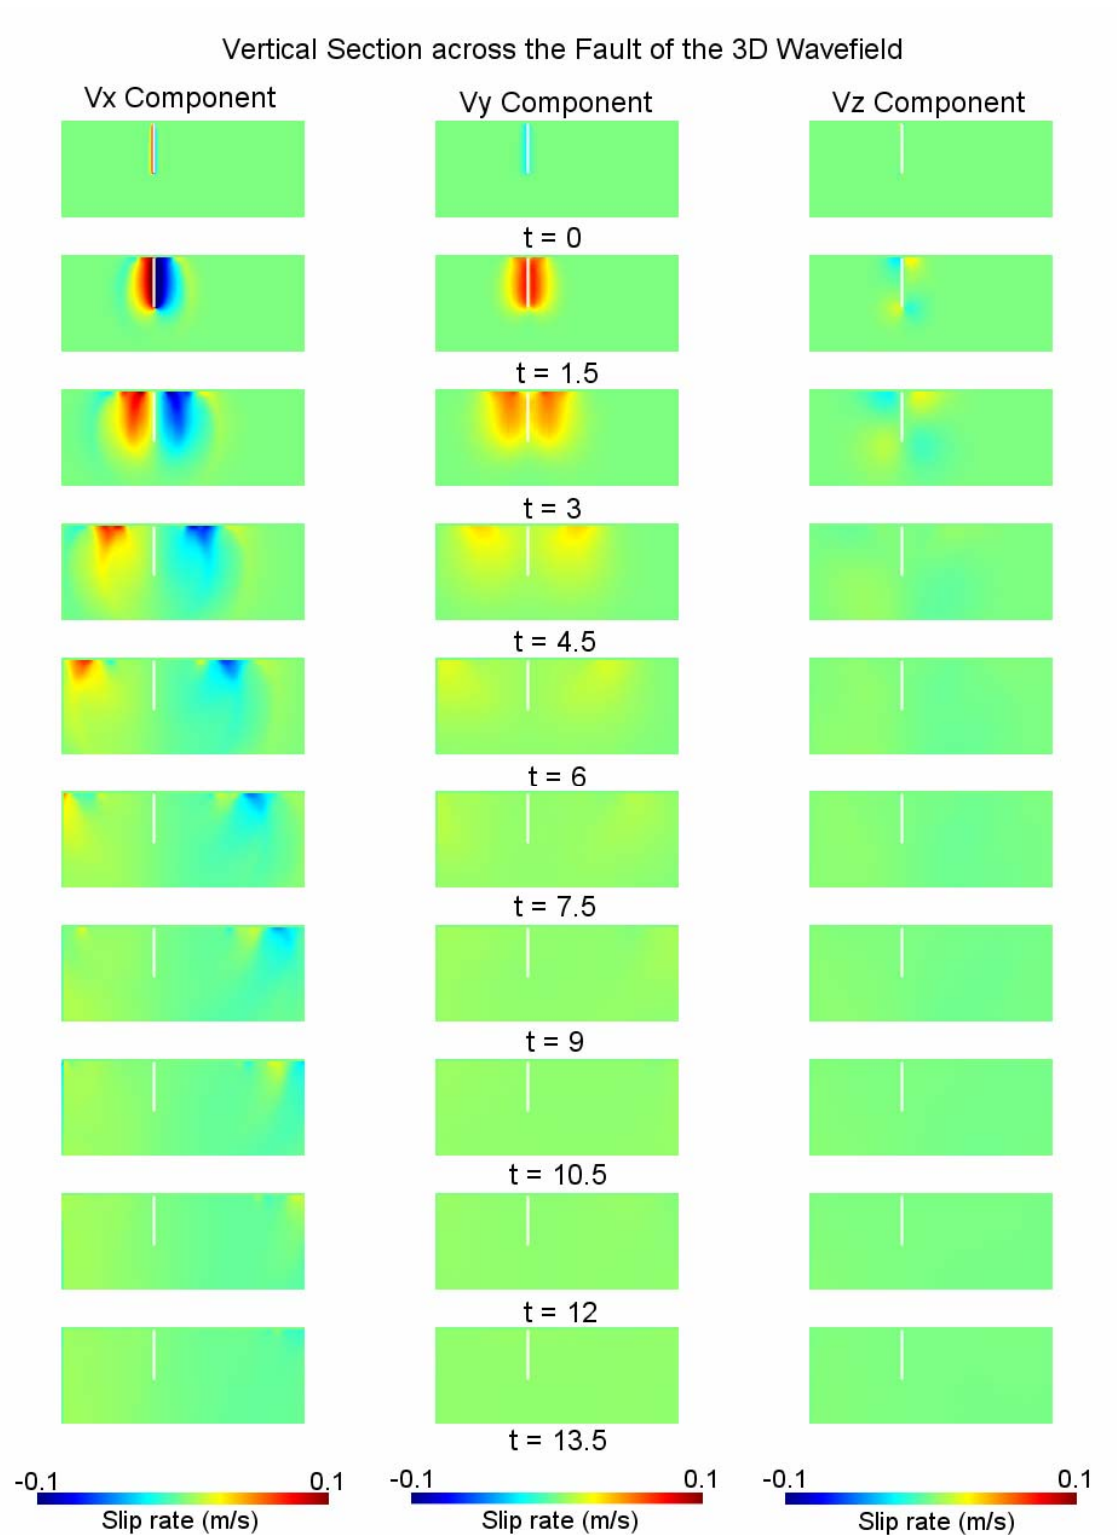 Vertical Section across the Fault of the 3D Wavefield
Vx Component Vy Component Vz Component
t = 0
t = 1.5
t = 3
t = 4.5
t = 6
t = 7.5
t = 9
t = 10.5
t = 12
t = 13.5
-0.1 0.1 -0.1 0.1 -0.1 0.1
Slip rate (m/s) Slip rate (m/s) Slip rate (m/s)